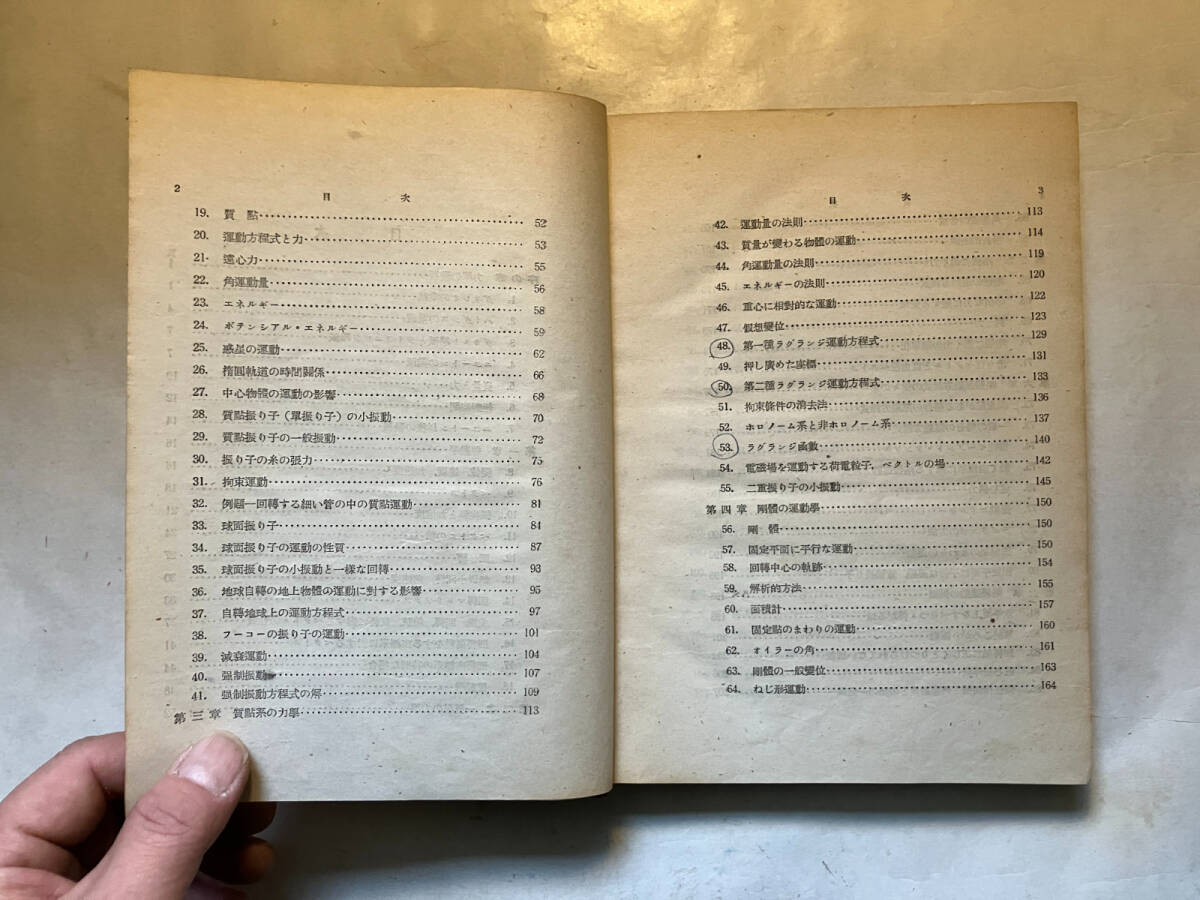 2
目次
19. 質點 52
20. 運動方程式と力 53
21. 遠心力 55
22. 角運動量 56
23. エネルギー 58
24. ポテンシアル・エネルギー 59
25. 惑星の運動 62
26. 楕圓軌道の時間關係 66
27. 中心物體の運動の影響 68
28. 質點振り子(單振り子)の小振動 70
29. 質點振り子の一般振動 72
30. 振り子の糸の張力 75
31. 拘束運動 76
32. 例題—回轉する細い管の中の質點運動 81
33. 球面振り子 84
34. 球面振り子の運動の性質 87
35. 球面振り子の小振動と一樣な回轉 93
36. 地球自轉の地上物體の運動に對する影響 95
37. 自轉地球上の運動方程式 97
38. フーコーの振り子の運動 101
39. 減衰運動 104
40. 强制振動 107
41. 强制振動方程式の解 109
第三章 質點系の力學 113
目次
3
42. 運動量の法則 113
43. 質量が變わる物體の運動 114
44. 角運動量の法則 119
45. エネルギーの法則 120
46. 重心に相對的な運動 122
47. 假想變位 123
48. 第一種ラグランジ運動方程式 129
49. 押し廣めた座標 131
50. 第二種ラグランジ運動方程式 133
51. 拘束條件の消去法 136
52. ホロノーム系と非ホロノーム系 137
53. ラグランジ函數 140
54. 電磁場を運動する荷電粒子,ベクトルの場 142
55. 二重振り子の小振動 145
第四章 剛體の運動學 150
56. 剛體 150
57. 固定平面に平行な運動 150
58. 回轉中心の軌跡 154
59. 解析的方法 155
60. 面積計 157
61. 固定點のまわりの運動 160
62. オイラーの角 161
63. 剛體の一般變位 163
64. ねじ形運動 164